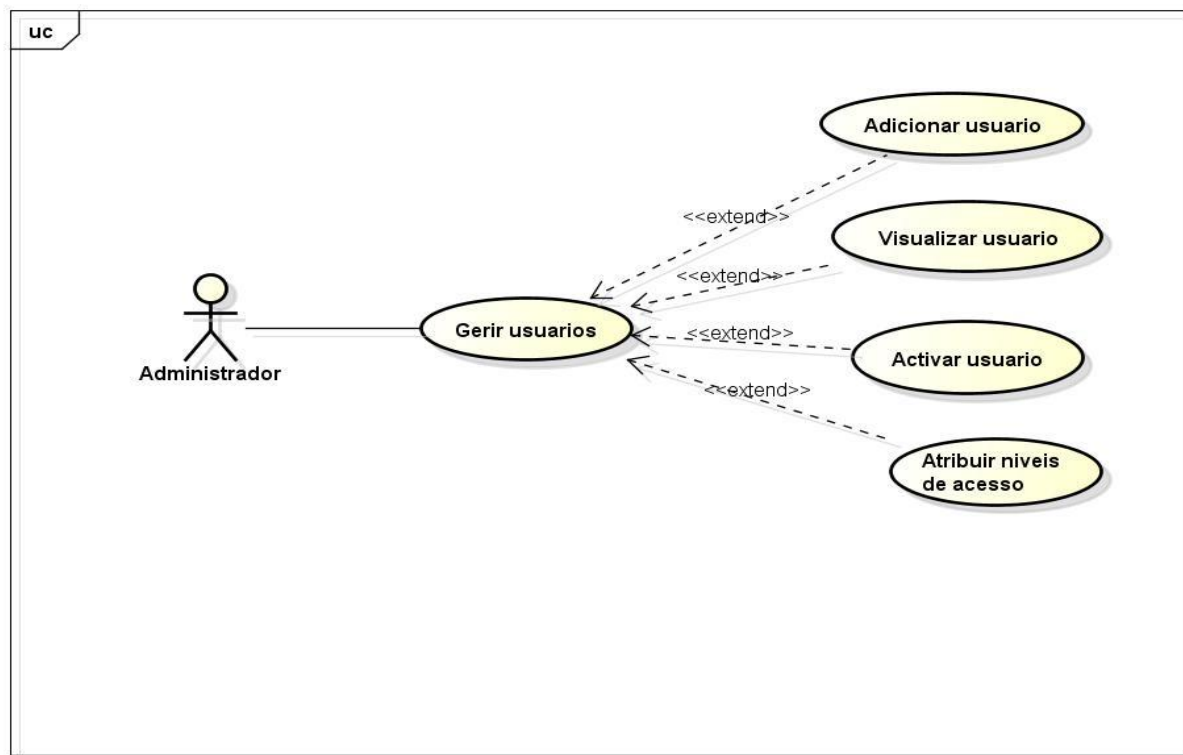 uc
Adicionar usuario
<<extend>>
Visualizar usuario
<<extend>>
Gerir usuarios
<<extend>>
Activar usuario
Administrador
<<extend>>
Atribuir niveis
de acesso